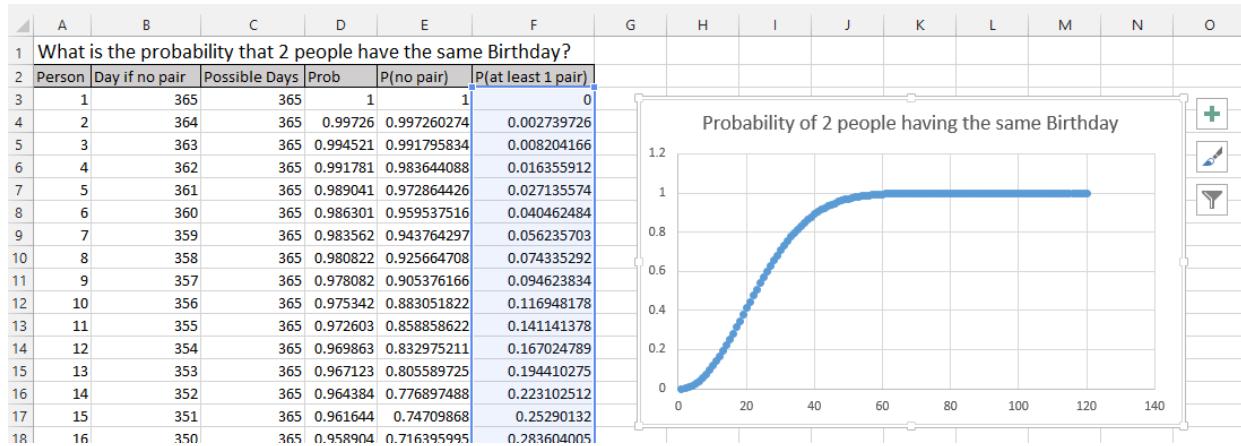 A B C D E F G H I J K L M N O
1 What is the probability that 2 people have the same Birthday?
2 Person Day if no pair Possible Days Prob P(no pair) P(at least 1 pair)
3 1 365 365 1 1 0
4 2 364 365 0.99726 0.997260274 0.002739726
5 3 363 365 0.994521 0.991795834 0.008204166
6 4 362 365 0.991781 0.983644088 0.016355912
7 5 361 365 0.989041 0.972864426 0.027135574
8 6 360 365 0.986301 0.959537516 0.040462484
9 7 359 365 0.983562 0.943764297 0.056235703
10 8 358 365 0.980822 0.925664708 0.074335292
11 9 357 365 0.978082 0.905376166 0.094623834
12 10 356 365 0.975342 0.883051822 0.116948178
13 11 355 365 0.972603 0.858858622 0.141141378
14 12 354 365 0.969863 0.832975211 0.167024789
15 13 353 365 0.967123 0.805589725 0.194410275
16 14 352 365 0.964384 0.776897488 0.223102512
17 15 351 365 0.961644 0.74709868 0.25290132
18 16 350 365 0.958904 0.716395995 0.283604005
Probability of 2 people having the same Birthday
1.2
1
0.8
0.6
0.4
0.2
0
0 20 40 60 80 100 120 140